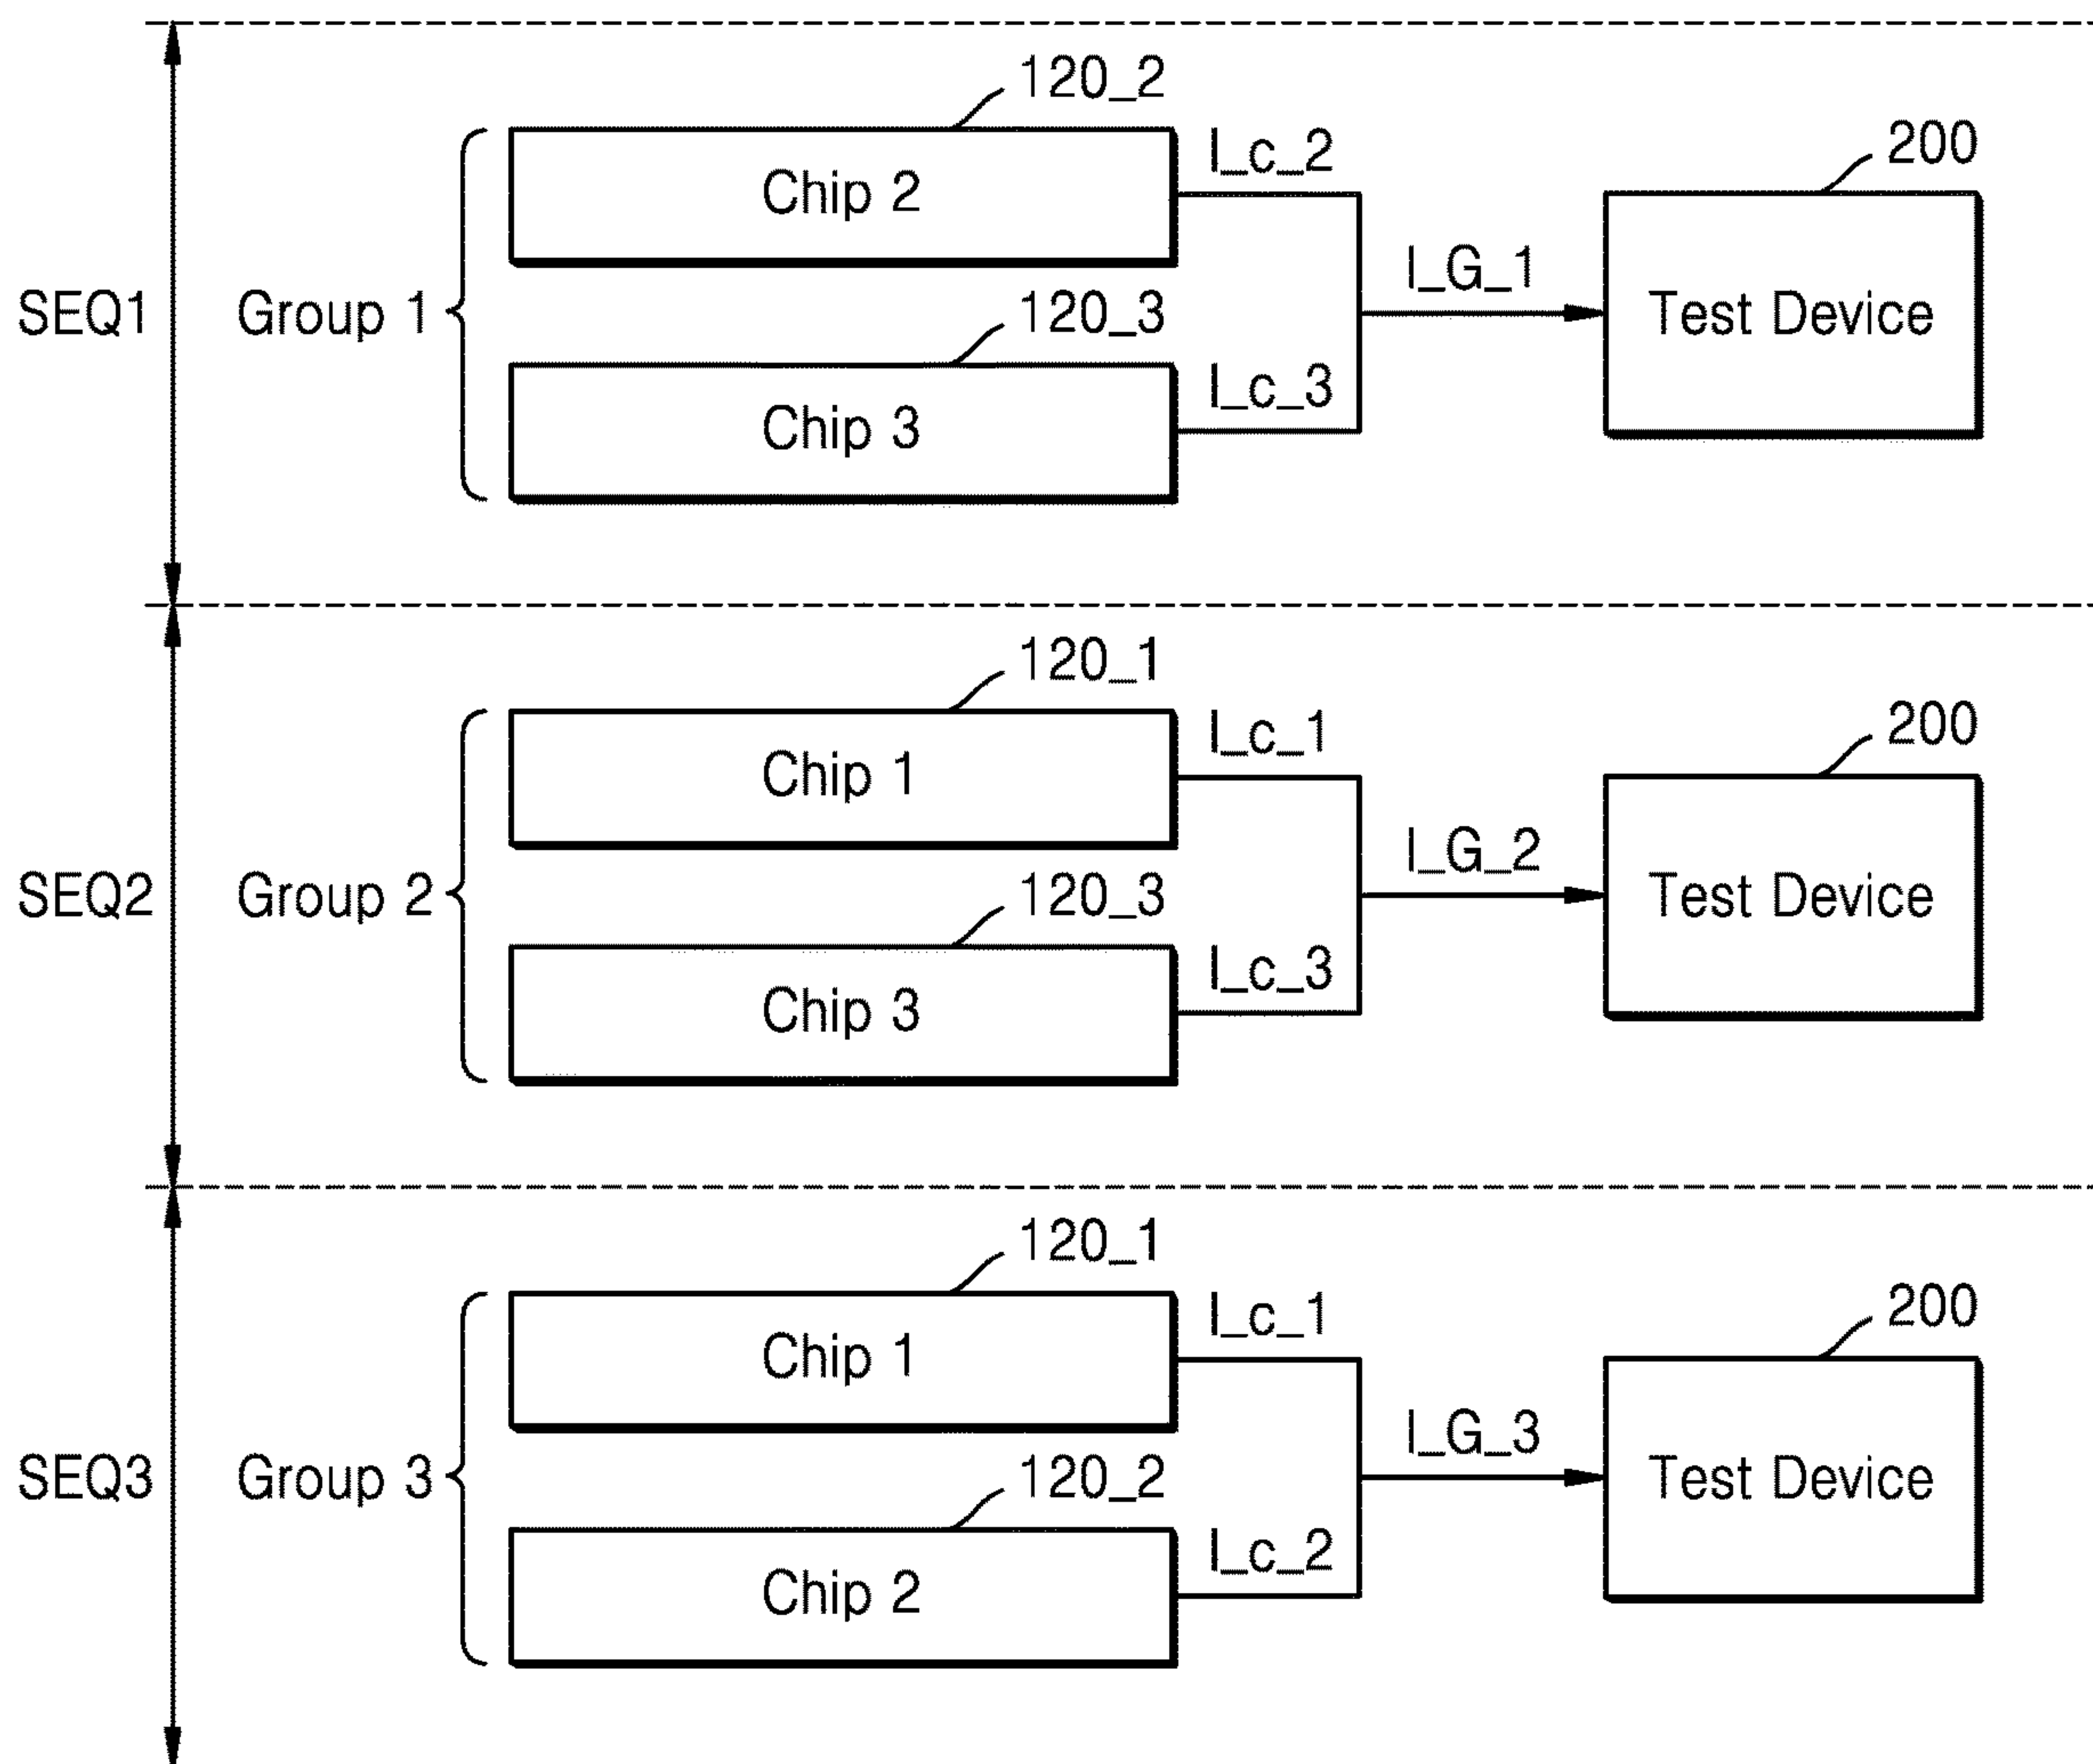 120_2
I_c_2
200
Chip 2
I_G_1
SEQ1
Group 1
120_3
Test Device
I_c_3
Chip 3
120_1
I_c_1
200
Chip 1
I_G_2
SEQ2
Group 2
120_3
Test Device
I_c_3
Chip 3
120_1
I_c_1
200
Chip 1
I_G_3
SEQ3
Group 3
120_2
Test Device
I_c_2
Chip 2